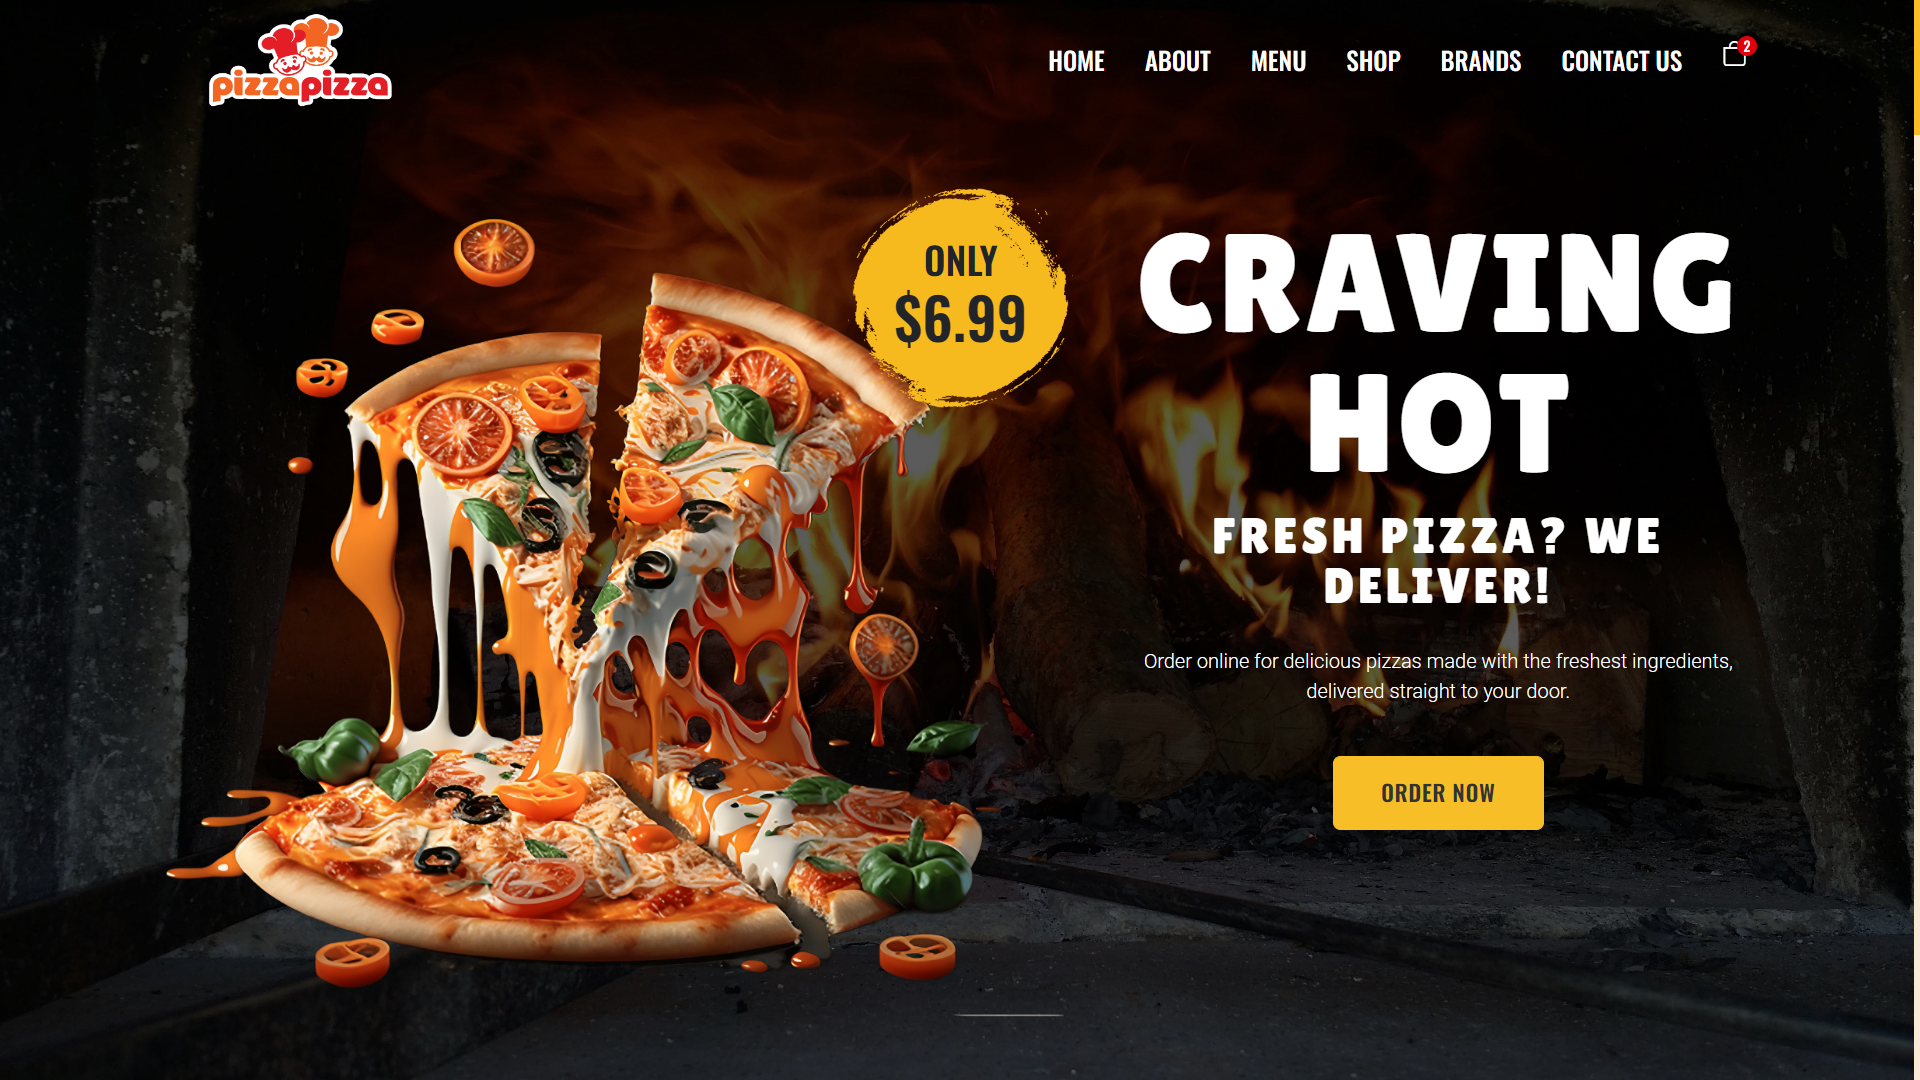 pizzapizza
HOME ABOUT MENU SHOP BRANDS CONTACT US 2
ONLY
$6.99
CRAVING
HOT
FRESH PIZZA? WE
DELIVER!
Order online for delicious pizzas made with the freshest ingredients,
delivered straight to your door.
ORDER NOW